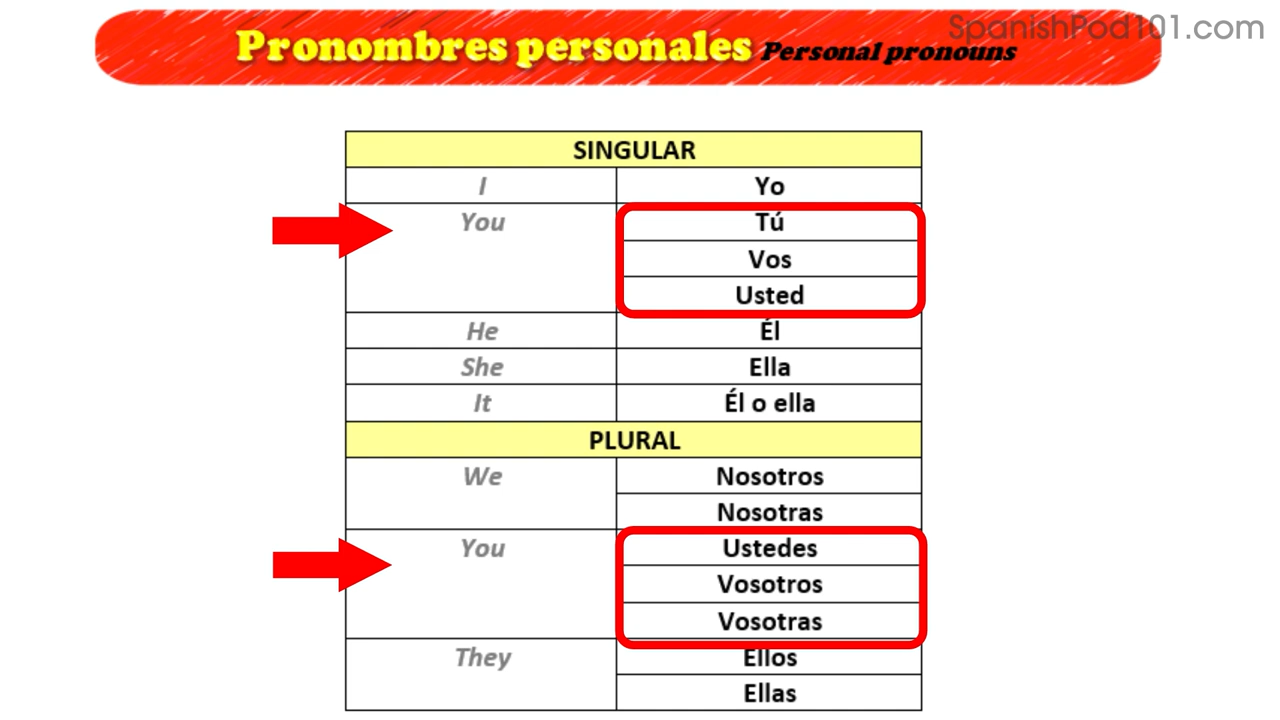 SpanishPod101.com
Pronombres personales Personal pronouns
SINGULAR
I Yo
You Tú
Vos
Usted
He Él
She Ella
It Él o ella
PLURAL
We Nosotros
Nosotras
You Ustedes
Vosotros
Vosotras
They Ellos
Ellas